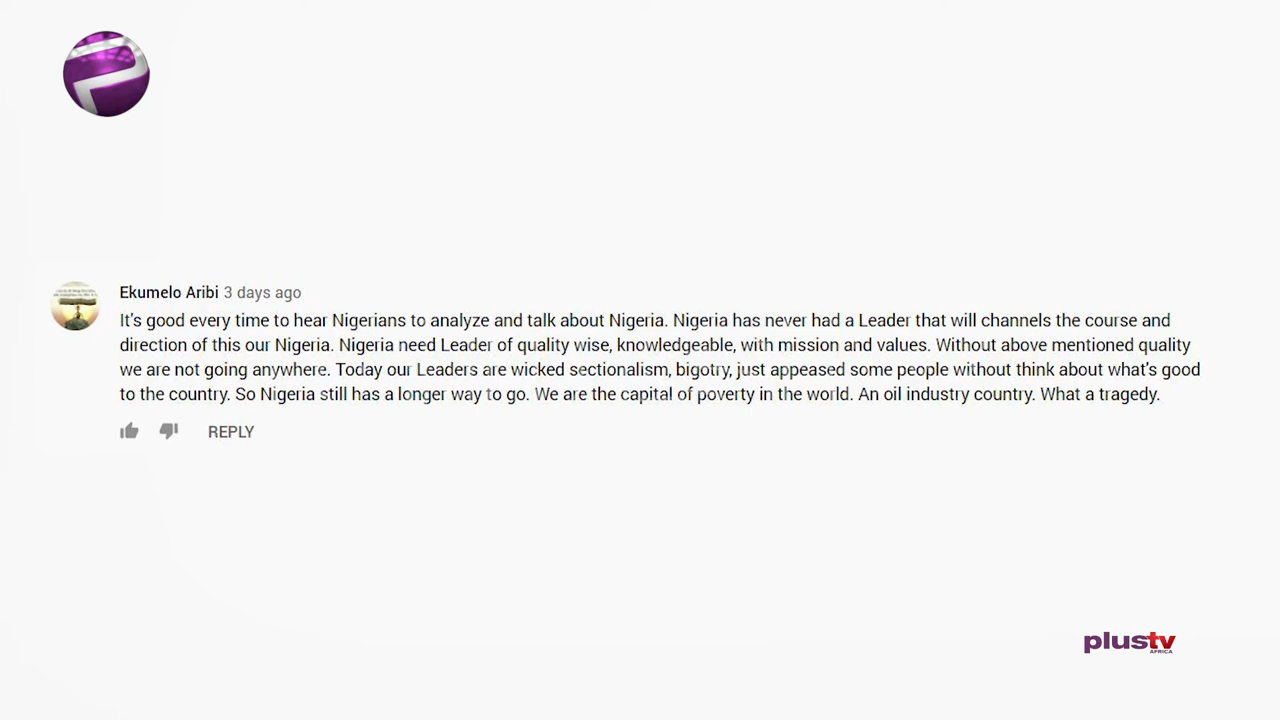 Ekumelo Aribi 3 days ago
It's good every time to hear Nigerians to analyze and talk about Nigeria. Nigeria has never had a Leader that will channels the course and
direction of this our Nigeria. Nigeria need Leader of quality wise, knowledgeable, with mission and values. Without above mentioned quality
we are not going anywhere. Today our Leaders are wicked sectionalism, bigotry, just appeased some people without think about what's good
to the country. So Nigeria still has a longer way to go. We are the capital of poverty in the world. An oil industry country. What a tragedy.
REPLY
plustv
AFRICA